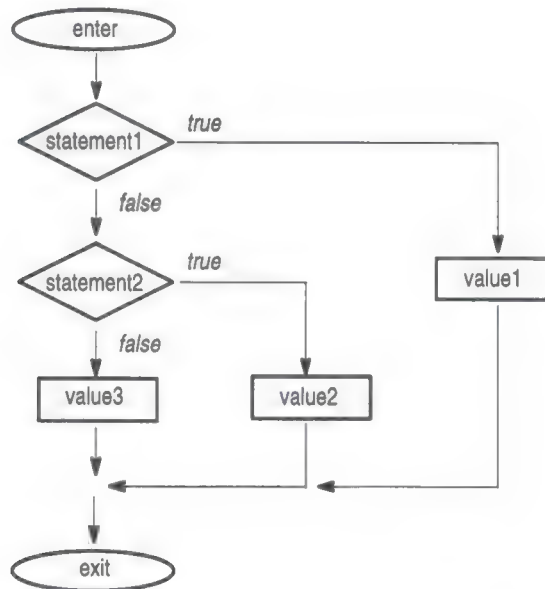 enter
true
statement1
false
true
statement2
value1
false
value3
value2
exit